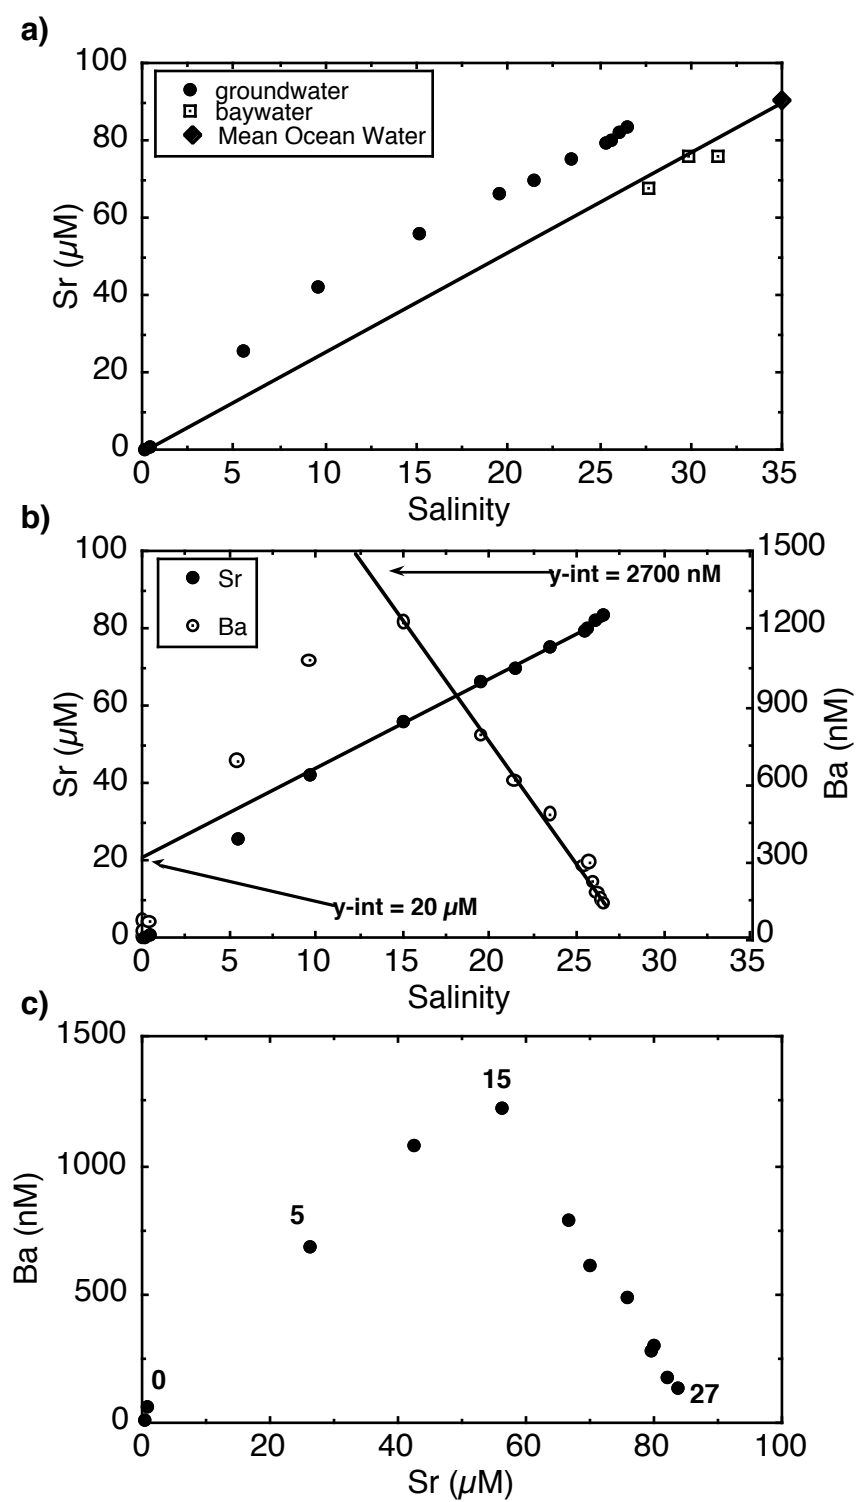 a)
100
80
60
40
20
0
Sr (µM)
groundwater
baywater
Mean Ocean Water
0 5 10 15 20 25 30 35
Salinity
b)
100
80
60
40
20
0
Sr (µM)
Sr
Ba
y-int = 2700 nM
y-int = 20 µM
1500
1200
900
600
300
0
Ba (nM)
0 5 10 15 20 25 30 35
Salinity
c)
1500
1000
500
0
Ba (nM)
15
5
0
27
0 20 40 60 80 100
Sr (µM)